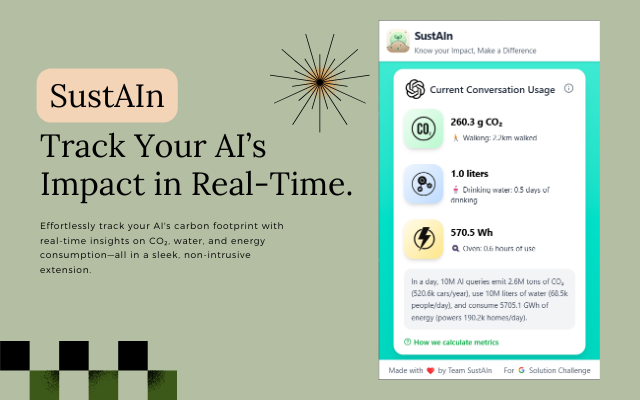 SustAIn
Track Your AI's
Impact in Real-Time.
Effortlessly track your AI's carbon footprint with
real-time insights on CO₂, water, and energy
consumption—all in a sleek, non-intrusive
extension.
SustAIn
Know your Impact, Make a Difference
Current Conversation Usage
CO₂
260.3 g CO₂
Walking: 2.2km walked
1.0 liters
Drinking water: 0.5 days of
drinking
570.5 Wh
Oven: 0.6 hours of use
In a day, 10M AI queries emit 2.6M tons of CO₂
(520.6k cars/year), use 10M liters of water (68.5k
people/day), and consume 5705.1 GWh of
energy (powers 190.2k homes/day).
How we calculate metrics
Made with ❤️ by Team SustAIn
For G Solution Challenge